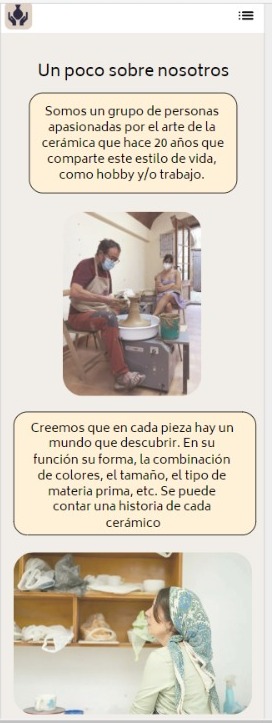 Un poco sobre nosotros
Somos un grupo de personas
apasionadas por el arte de la
cerámica que hace 20 años que
comparte este estilo de vida,
como hobby y/o trabajo.
Creemos que en cada pieza hay un
mundo que descubrir. En su
función su forma, la combinación
de colores, el tamaño, el tipo de
materia prima, etc. Se puede
contar una historia de cada
cerámico